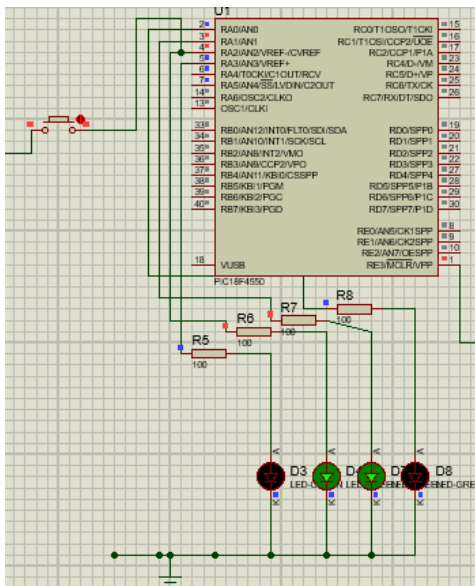 U1
2 RA0/AN0 RC0/T1OSO/T1CKI 15
3 RA1/AN1 RC1/T1OSI/CCP2/UOE 16
4 RA2/AN2/VREF-/CVREF RC2/CCP1/P1A 17
5 RA3/AN3/VREF+ RC4/D-/VM 23
6 RA4/T0CKI/C1OUT/RCV RC5/D+/VP 24
7 RA5/AN4/SS/LVDIN/C2OUT RC6/TX/CK 25
14 RA6/OSC2/CLKO RC7/RX/DT/SDO 26
13 OSC1/CLKI
33 RB0/AN12/INT0/FLT0/SDI/SDA RD0/SPP0 19
34 RB1/AN10/INT1/SCK/SCL RD1/SPP1 20
35 RB2/AN8/INT2/VMO RD2/SPP2 21
36 RB3/AN9/CCP2/VPO RD3/SPP3 22
37 RB4/AN11/KBI0/CSSPP RD4/SPP4 27
38 RB5/KBI1/PGM RD5/SPP5/P1B 28
39 RB6/KBI2/PGC RD6/SPP6/P1C 29
40 RB7/KBI3/PGD RD7/SPP7/P1D 30
RE0/AN5/CK1SPP 8
RE1/AN6/CK2SPP 9
RE2/AN7/OESPP 10
18 VUSB RE3/MCLR/VPP 1
PIC18F4550
R8
100
R7
100
R6
100
R5
100
A A A A
D3 D8
K K K K